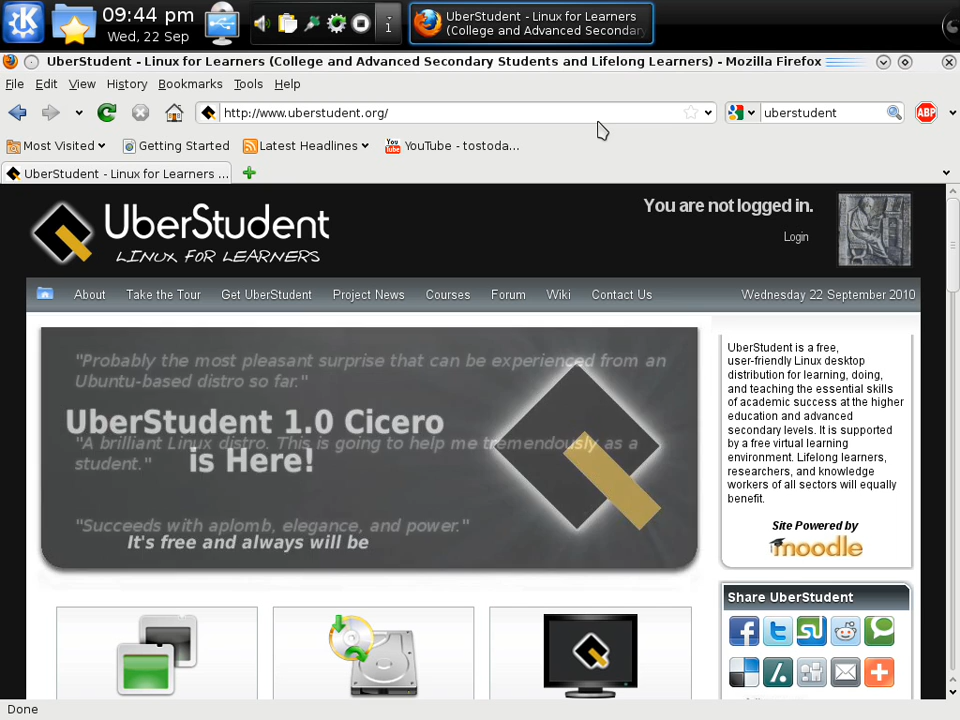 09:44 pm
Wed, 22 Sep
i
UberStudent - Linux for Learners
(College and Advanced Secondary
UberStudent - Linux for Learners (College and Advanced Secondary Students and Lifelong Learners) - Mozilla Firefox
File Edit View History Bookmarks Tools Help
http://www.uberstudent.org/
uberstudent
ABP
Most Visited Getting Started Latest Headlines YouTube - tostoda...
UberStudent - Linux for Learners ...
You are not logged in.
Login
UberStudent
LINUX FOR LEARNERS
About Take the Tour Get UberStudent Project News Courses Forum Wiki Contact Us Wednesday 22 September 2010
"Probably the most pleasant surprise that can be experienced from an
Ubuntu-based distro so far."
UberStudent 1.0 Cicero
"A brilliant Linux distro. This is going to help me tremendously as a
student."
is Here!
"Succeeds with aplomb, elegance, and power."
It's free and always will be
UberStudent is a free,
user-friendly Linux desktop
distribution for learning, doing,
and teaching the essential skills
of academic success at the higher
education and advanced
secondary levels. It is supported
by a free virtual learning
environment. Lifelong learners,
researchers, and knowledge
workers of all sectors will equally
benefit.
Site Powered by
moodle
Share UberStudent
Done